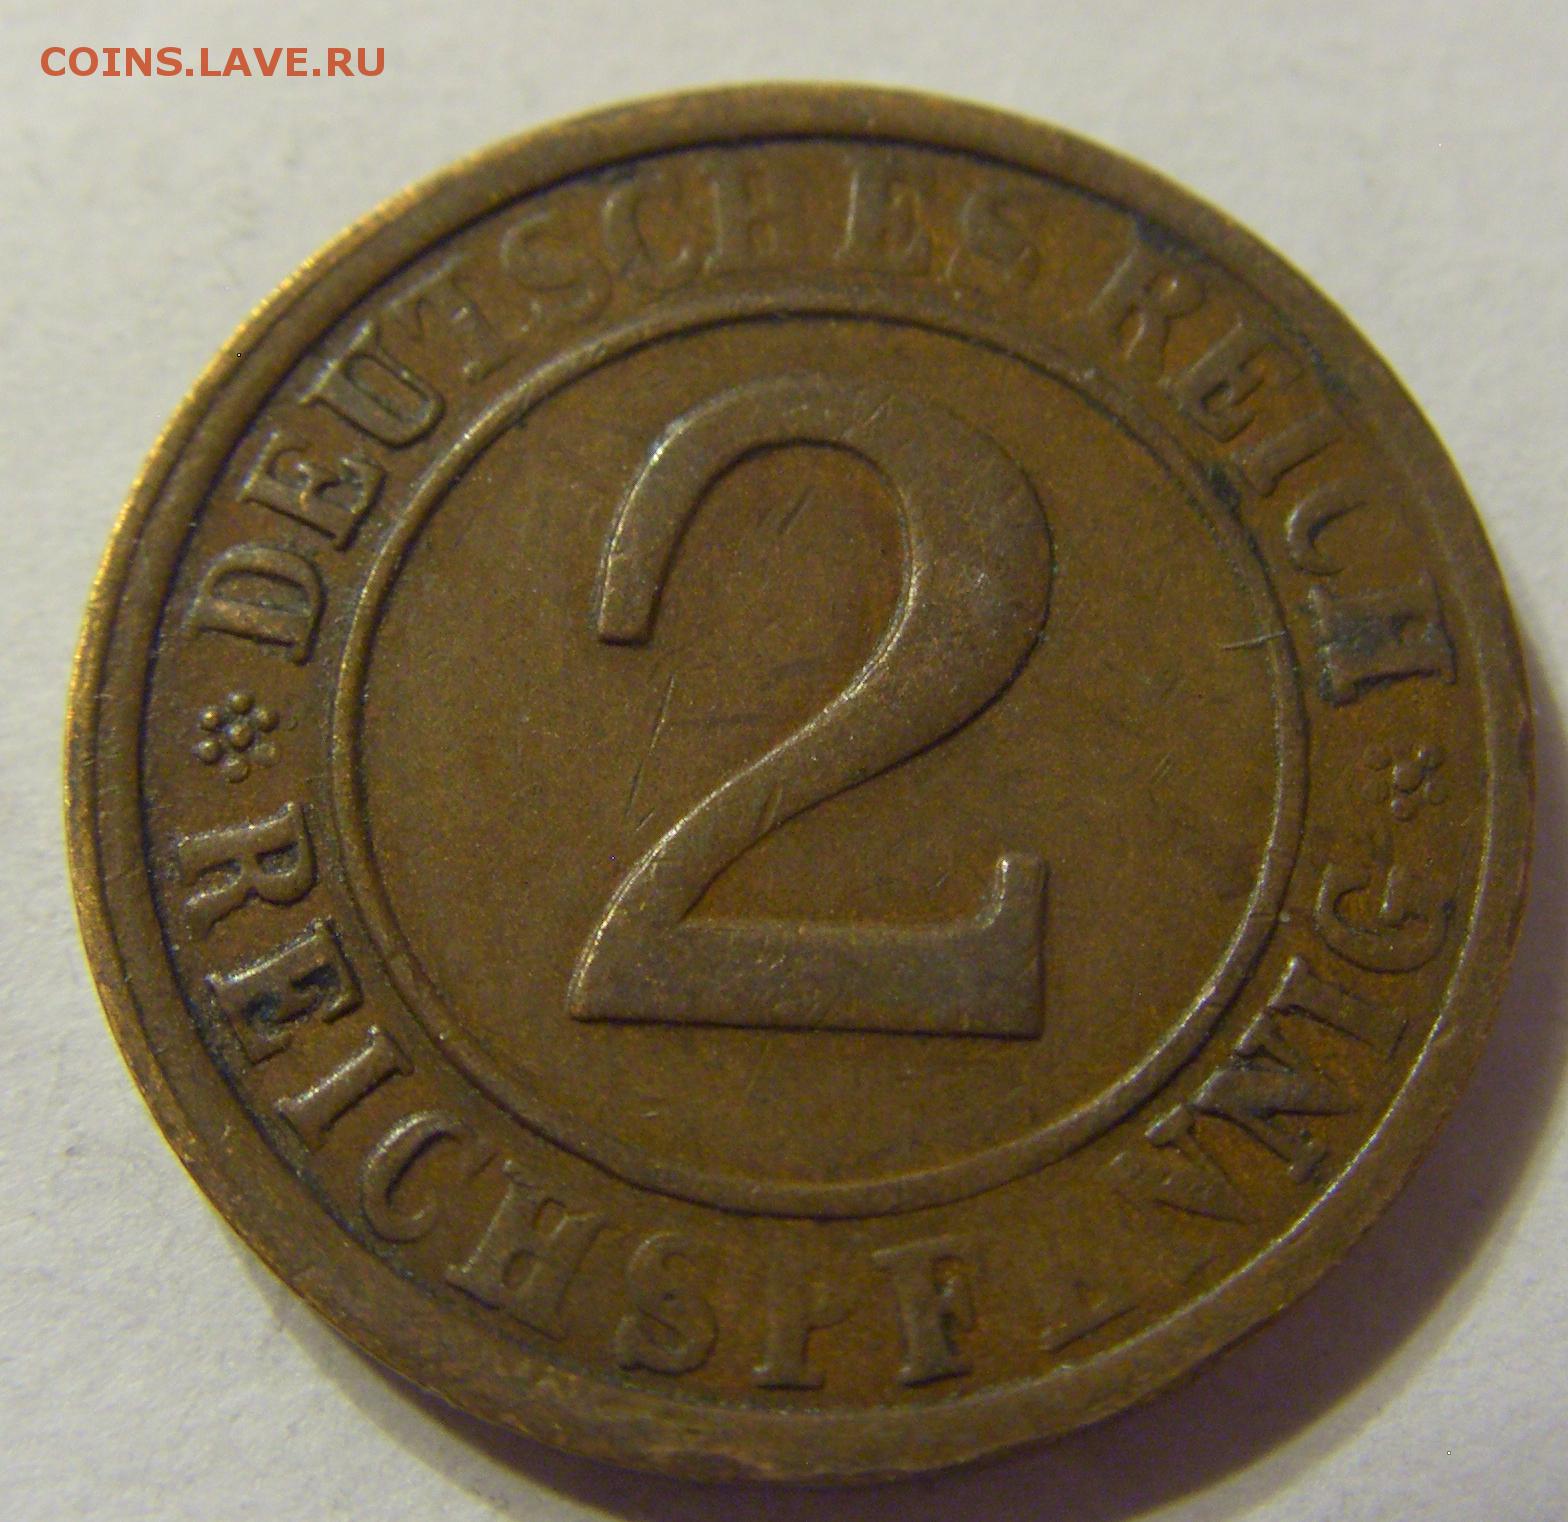 COINS.LAVE.RU
DEUTSCHES REICH
2
REICHSPFENNIG